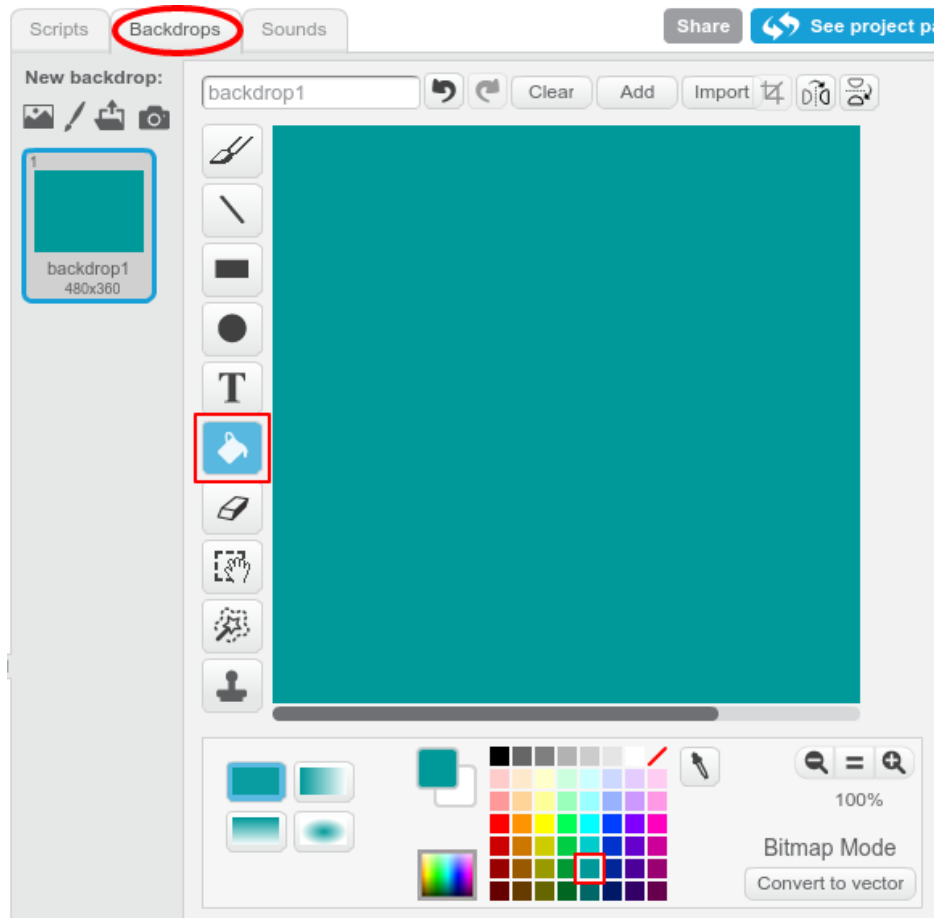 Scripts Backdrops Sounds Share See project pa
New backdrop:
backdrop1 Clear Add Import
1
backdrop1
480x360
T
100%
Bitmap Mode
Convert to vector